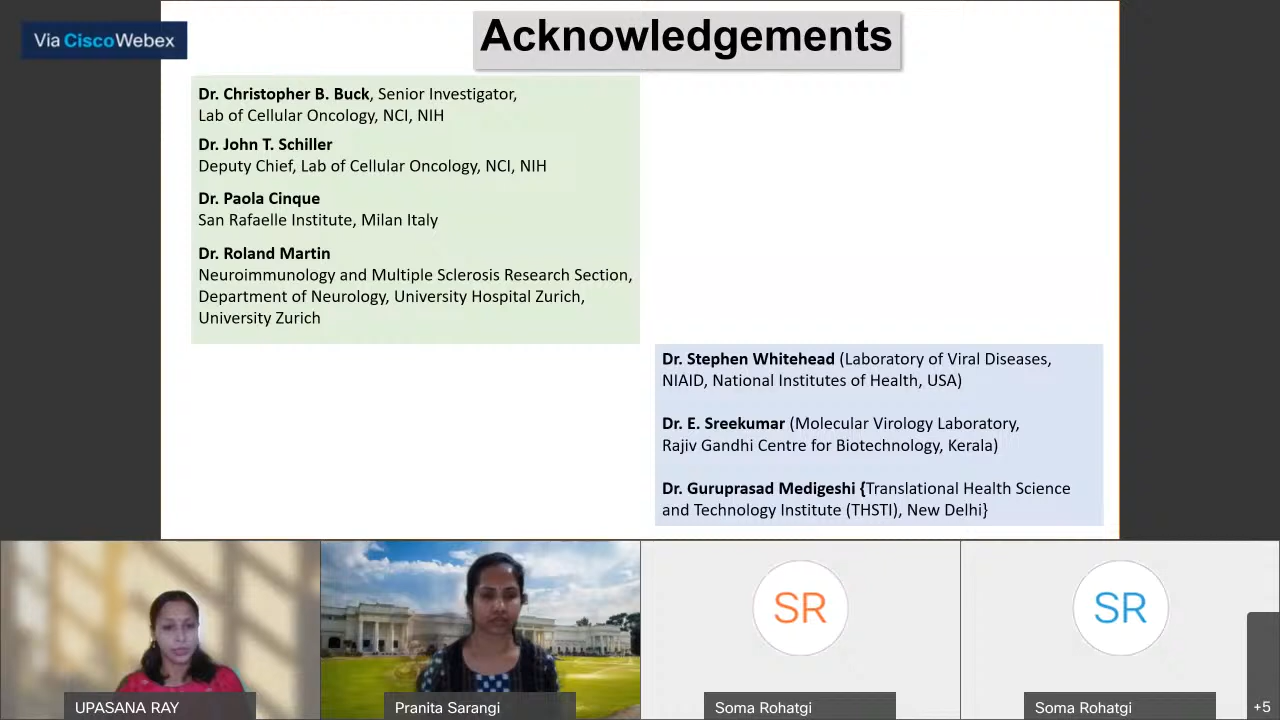 Via CiscoWebex
Acknowledgements
Dr. Christopher B. Buck, Senior Investigator,
Lab of Cellular Oncology, NCI, NIH
Dr. John T. Schiller
Deputy Chief, Lab of Cellular Oncology, NCI, NIH
Dr. Paola Cinque
San Rafaelle Institute, Milan Italy
Dr. Roland Martin
Neuroimmunology and Multiple Sclerosis Research Section,
Department of Neurology, University Hospital Zurich,
University Zurich
Dr. Stephen Whitehead (Laboratory of Viral Diseases,
NIAID, National Institutes of Health, USA)
Dr. E. Sreekumar (Molecular Virology Laboratory,
Rajiv Gandhi Centre for Biotechnology, Kerala)
Dr. Guruprasad Medigeshi {Translational Health Science
and Technology Institute (THSTI), New Delhi}
SR
SR
UPASANA RAY
Pranita Sarangi
Soma Rohatgi
Soma Rohatgi
+5